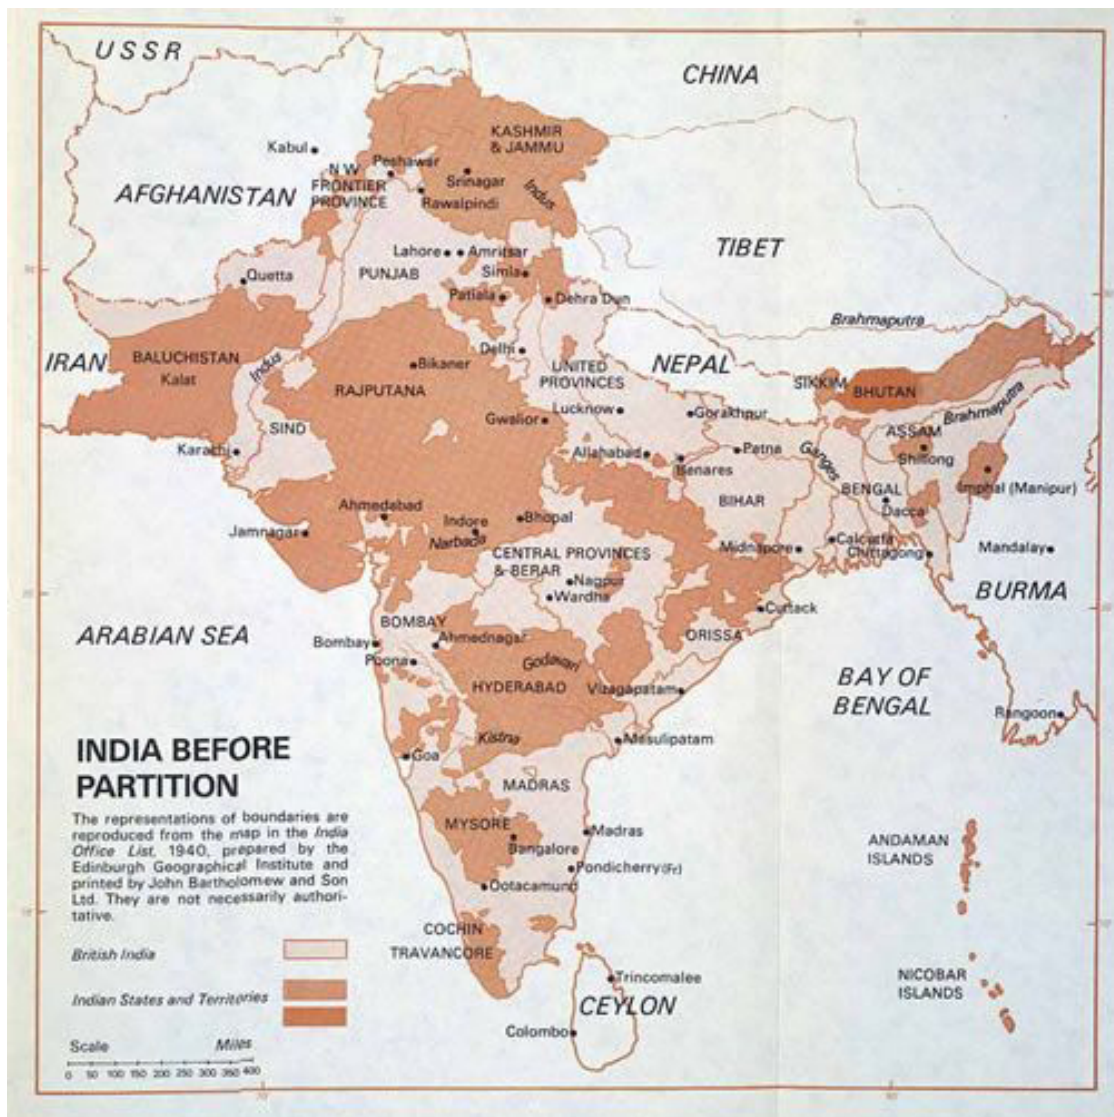 70
80
USSR
CHINA
KASHMIR
& JAMMU
Kabul
Peshawar
N W
FRONTIER
PROVINCE
Srinagar
Indus
AFGHANISTAN
Rawalpindi
TIBET
Lahore
Amritsar
Simla
PUNJAB
Quetta
Patiala
Dehra Dun
Brahmaputra
IRAN
BALUCHISTAN
Kalat
Indus
Delhi
Bikaner
NEPAL
UNITED
PROVINCES
SIKKIM
BHUTAN
RAJPUTANA
Lucknow
Gorakhpur
Brahmaputra
Gwalior
SIND
ASSAM
Karachi
Allahabad
Benares
Patna
Ganges
Shillong
BIHAR
BENGAL
Imphal (Manipur)
Dacca
Ahmedabad
Indore
Bhopal
Jamnagar
Narbada
CENTRAL PROVINCES
& BERAR
Midnapore
Calcutta
Chittagong
Mandalay
Nagpur
Wardha
BURMA
Cuttack
BOMBAY
ARABIAN SEA
Bombay
Ahmednagar
ORISSA
Poona
Godavari
HYDERABAD
Vizagapatam
BAY OF
BENGAL
Rangoon
Kistna
Masulipatam
Goa
INDIA BEFORE
PARTITION
MADRAS
The representations of boundaries are
reproduced from the map in the India
Office List, 1940, prepared by the
Edinburgh Geographical Institute and
printed by John Bartholomew and Son
Ltd. They are not necessarily authori-
tative.
MYSORE
Bangalore
Madras
ANDAMAN
ISLANDS
Pondicherry (Fr)
Ootacamund
COCHIN
TRAVANCORE
British India
Indian States and Territories
Trincomalee
NICOBAR
ISLANDS
CEYLON
Colombo
Scale
Miles
0 50 100 150 200 250 300 350 400